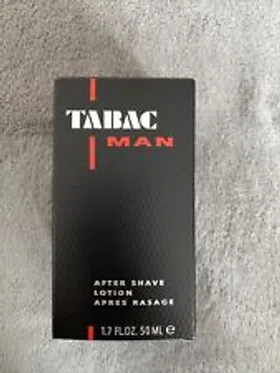 TABAC
MAN
AFTER SHAVE
LOTION
APRES RASAGE
1.7 FL.OZ. 50 ML ℮